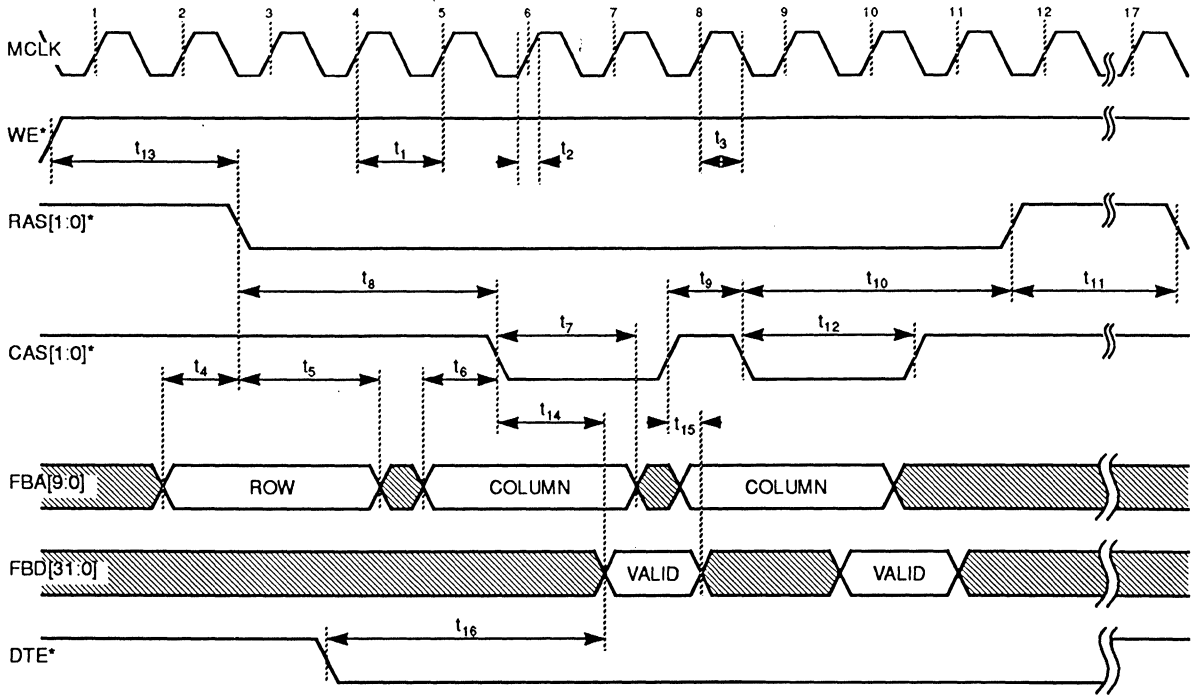 1 2 3 4 5 6 7 8 9 10 11 12 17
MCLK
WE*
t13 t1 t2 t3
RAS[1:0]*
t8 t9 t10 t11
CAS[1:0]*
t7 t12
t4 t5 t6
t14 t15
FBA[9:0] ROW COLUMN COLUMN
FBD[31:0] VALID VALID
t16
DTE*